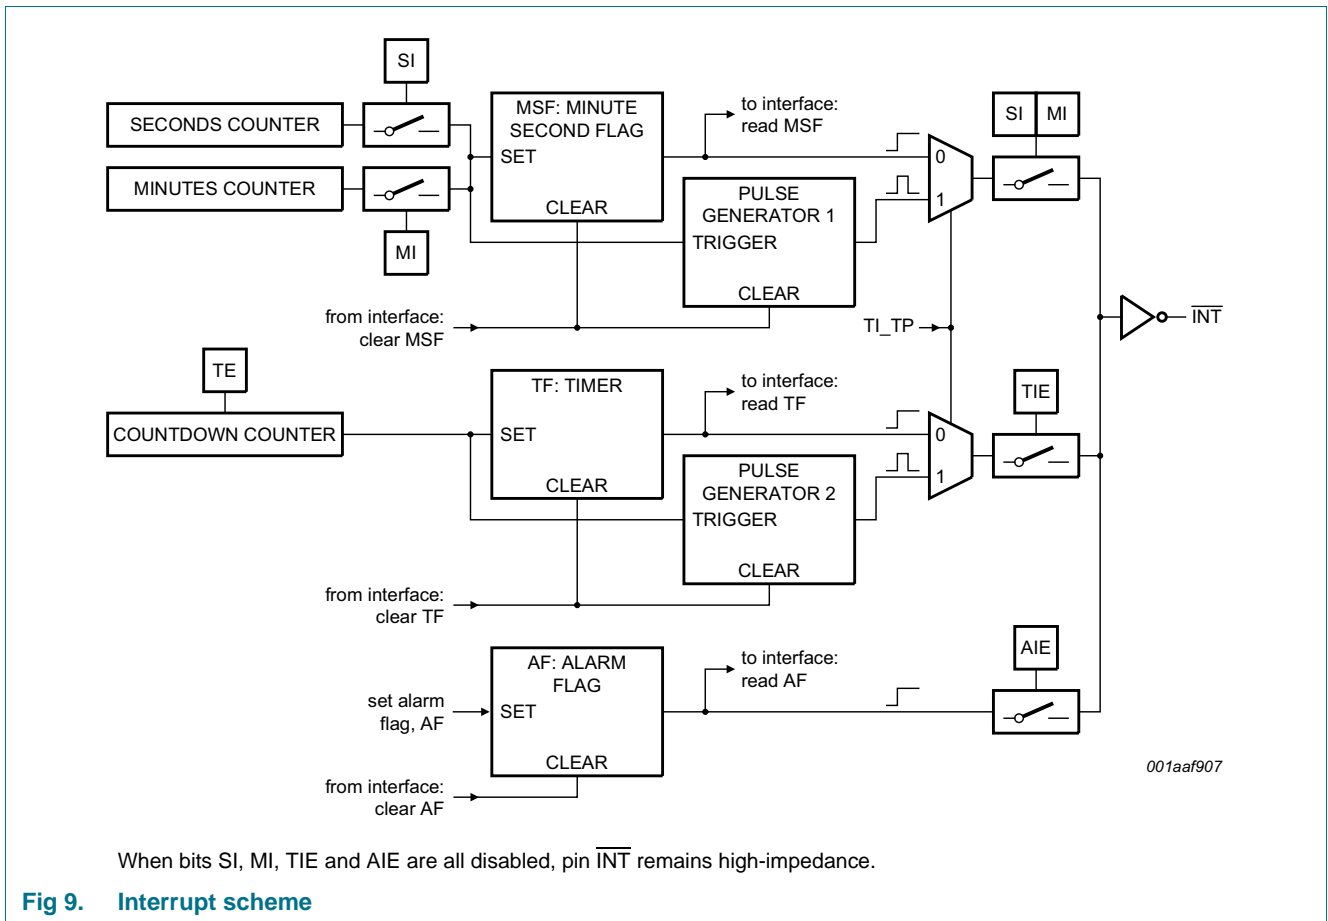 SI
SECONDS COUNTER
MINUTES COUNTER
MI
MSF: MINUTE
SECOND FLAG
SET
CLEAR
to interface:
read MSF
PULSE
GENERATOR 1
TRIGGER
CLEAR
from interface:
clear MSF
0
1
SI MI
TI_TP
INT
TE
COUNTDOWN COUNTER
TF: TIMER
SET
CLEAR
to interface:
read TF
PULSE
GENERATOR 2
TRIGGER
CLEAR
from interface:
clear TF
0
1
TIE
AF: ALARM
FLAG
SET
CLEAR
set alarm
flag, AF
from interface:
clear AF
to interface:
read AF
AIE
001aaf907
When bits SI, MI, TIE and AIE are all disabled, pin INT remains high-impedance.
Fig 9. Interrupt scheme